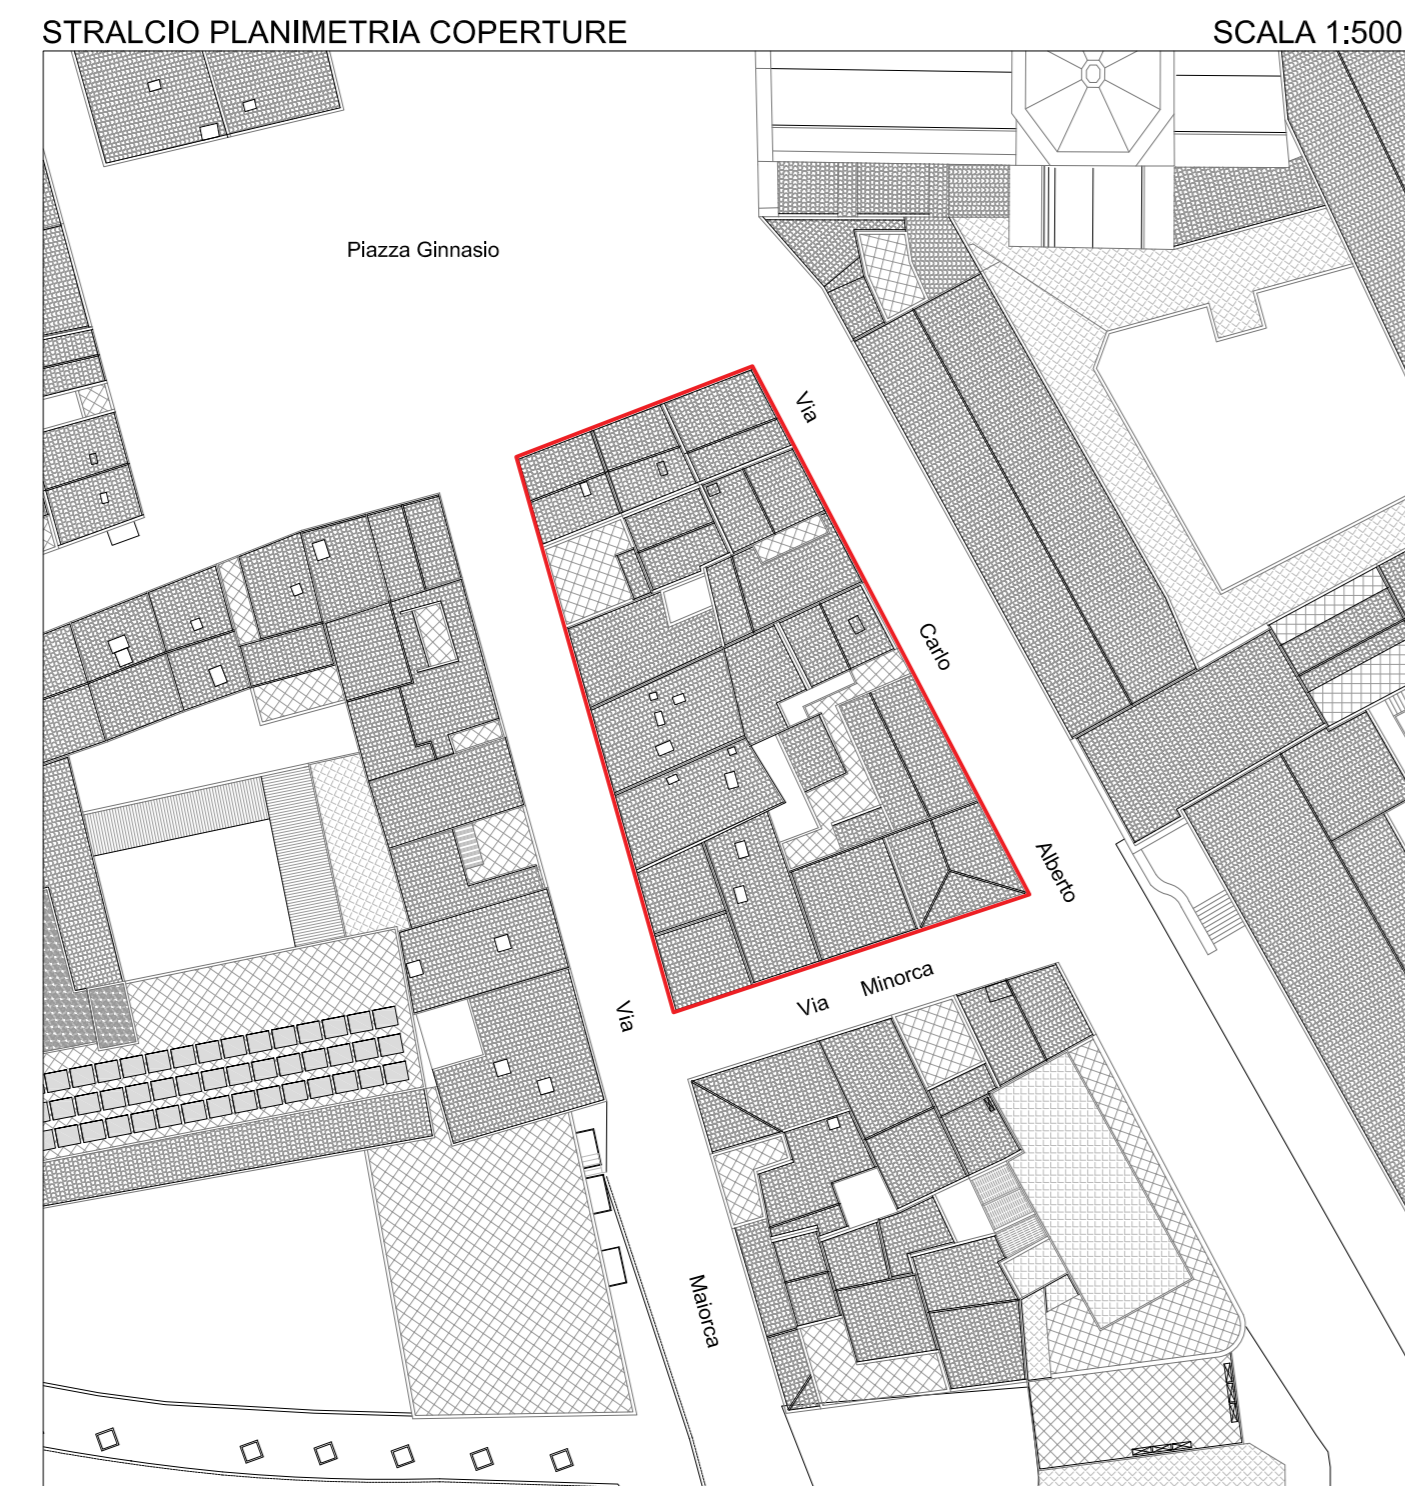 STRALCIO PLANIMETRIA COPERTURE
SCALA 1:500
Piazza Ginnasio
Via
Carlo
Alberto
Via Minorca
Via
Maiorca